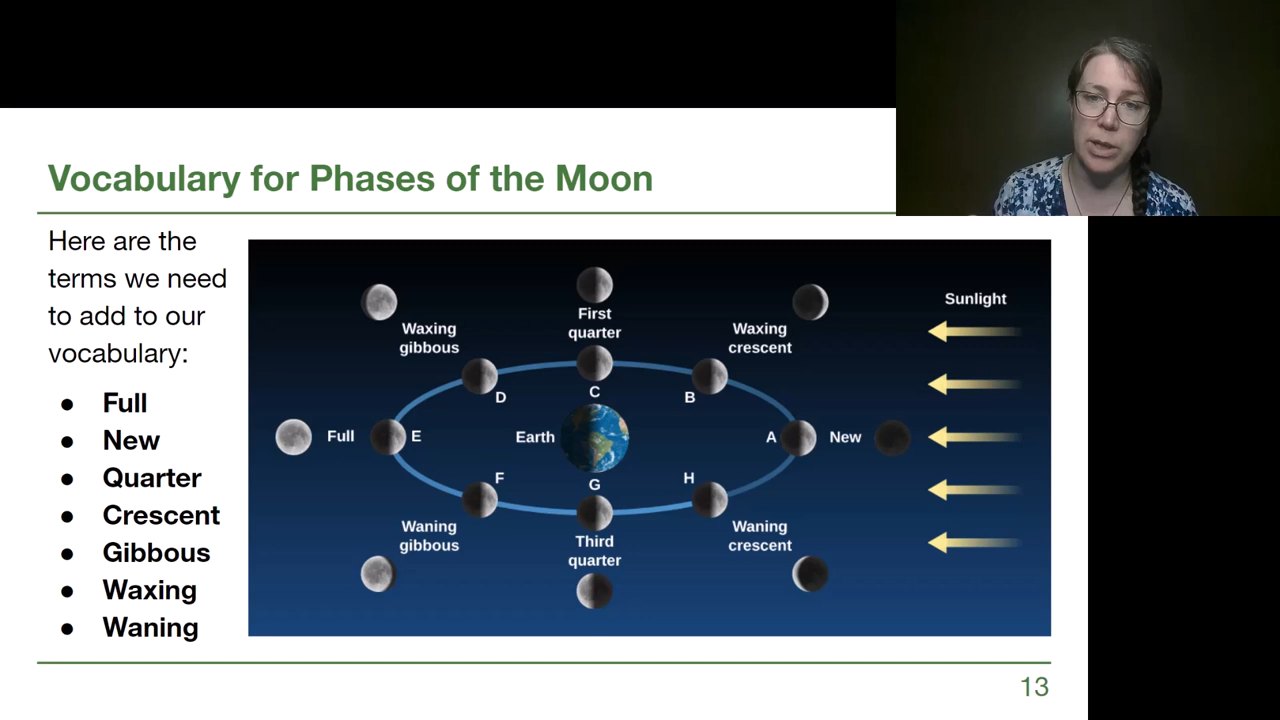 Vocabulary for Phases of the Moon
Here are the
terms we need
to add to our
vocabulary:
● Full
● New
● Quarter
● Crescent
● Gibbous
● Waxing
● Waning
Sunlight
First
quarter
Waxing
gibbous
Waxing
crescent
D
C
B
Full
E
Earth
A
New
F
G
H
Waning
gibbous
Third
quarter
Waning
crescent
13